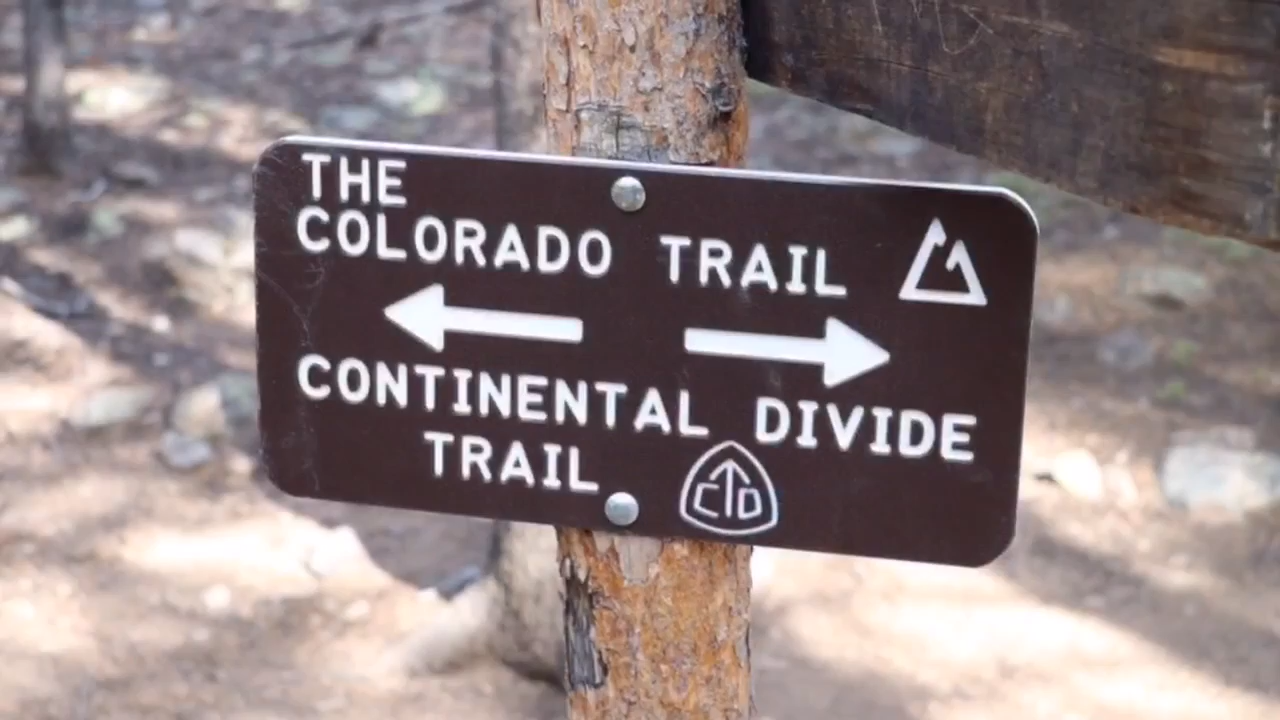 THE
COLORADO TRAIL
CONTINENTAL DIVIDE
TRAIL
CTD